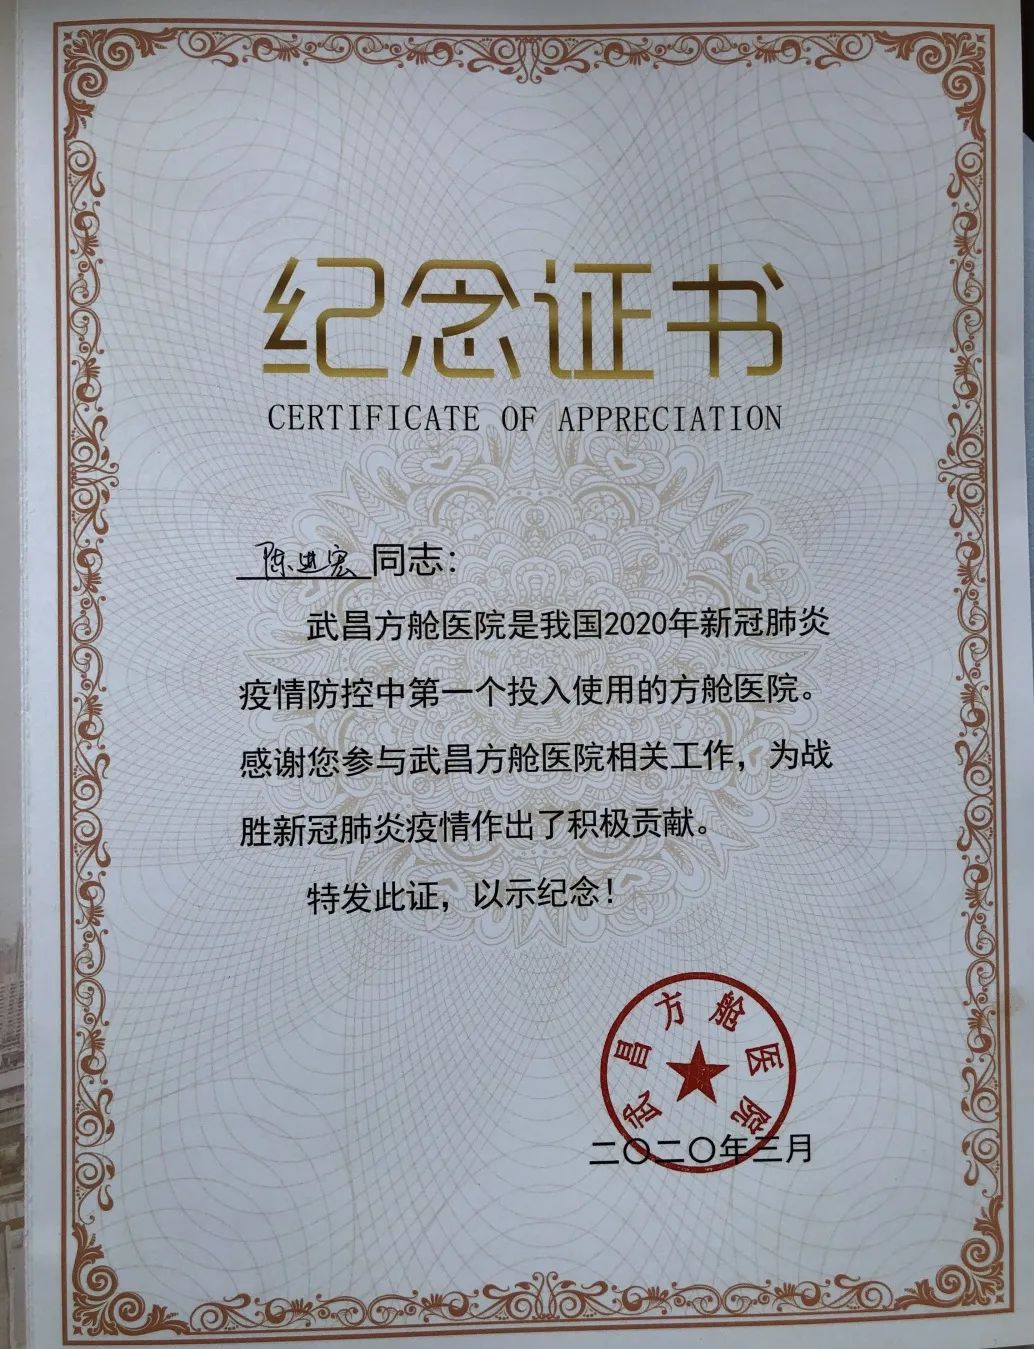 纪念证书
CERTIFICATE OF APPRECIATION
陈进宏同志：
武昌方舱医院是我国2020年新冠肺炎
疫情防控中第一个投入使用的方舱医院。
感谢您参与武昌方舱医院相关工作，为战
胜新冠肺炎疫情作出了积极贡献。
特发此证，以示纪念！
武昌方舱医院
二〇二〇年三月